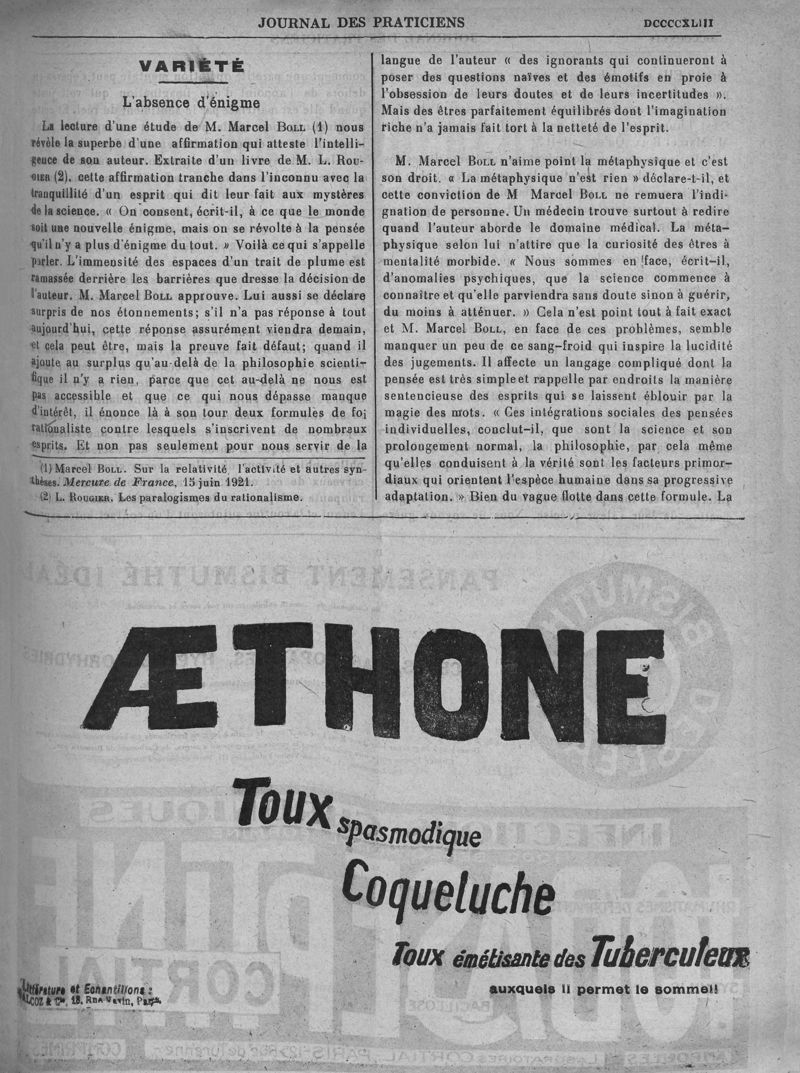 JOURNAL DES PRATICIENS
DCCCCXLIII
VARIÉTÉ
L'absence d'énigme
La lecture d'une étude de M. Marcel BOLL (1) nous
révèle la superbe d'une affirmation qui atteste l'intelli-
gence de son auteur. Extraite d'un livre de M. L. ROU-
GIER (2), cette affirmation tranche dans l'inconnu avec la
tranquillité d'un esprit qui dit leur fait aux mystères
de la science. « On consent, écrit-il, à ce que le monde
soit une nouvelle énigme, mais on se révolte à la pensée
qu'il n'y a plus d'énigme du tout. » Voilà ce qui s'appelle
parler. L'immensité des espaces d'un trait de plume est
ramassée derrière les barrières que dresse la décision de
l'auteur. M. Marcel BOLL approuve. Lui aussi se déclare
surpris de nos étonnements ; s'il n'a pas réponse à tout
aujourd'hui, cette réponse assurément viendra demain,
et cela peut être, mais la preuve fait défaut; quand il
ajoute au surplus qu'au-delà de la philosophie scienti-
fique il n'y a rien, parce que cet au-delà ne nous est
pas accessible et que ce qui nous dépasse manque
d'intérêt, il énonce là à son tour deux formules de foi
rationaliste contre lesquels s'inscrivent de nombraux
esprits. Et non pas seulement pour nous servir de la
(1) Marcel BOLL. Sur la relativité, l'activité et autres syn-
thèses. Mercure de France, 15 juin 1921.
(2) L. ROUGIER. Les paralogismes du rationalisme.
langue de l'auteur « des ignorants qui continueront à
poser des questions naïves et des émotifs en proie à
l'obsession de leurs doutes et de leurs incertitudes ».
Mais des êtres parfaitement équilibrés dont l'imagination
riche n'a jamais fait tort à la netteté de l'esprit.
M. Marcel BOLL n'aime point la métaphysique et c'est
son droit. « La métaphysique n'est rien » déclare-t-il, et
cette conviction de M Marcel BOLL ne remuera l'indi-
gnation de personne. Un médecin trouve surtout à redire
quand l'auteur aborde le domaine médical. La méta-
physique selon lui n'attire que la curiosité des êtres à
mentalité morbide. « Nous sommes en face, écrit-il,
d'anomalies psychiques, que la science commence à
connaître et qu'elle parviendra sans doute sinon à guérir,
du moins à atténuer. » Cela n'est point tout à fait exact
et M. Marcel BOLL, en face de ces problèmes, semble
manquer un peu de ce sang-froid qui inspire la lucidité
des jugements. Il affecte un langage compliqué dont la
pensée est très simple et rappelle par endroits la manière
sentencieuse des esprits qui se laissent éblouir par la
magie des mots. « Ces intégrations sociales des pensées
individuelles, conclut-il, que sont la science et son
prolongement normal, la philosophie, par cela même
qu'elles conduisent à la vérité sont les facteurs primor-
diaux qui orientent l'espèce humaine dans sa progressive
adaptation. » Bien du vague flotte dans cette formule. La
ÆTHONE
Toux spasmodique
Coqueluche
Toux émétisante des Tuberculeux
auxquels il permet le sommeil
Littérature et Echantillons :
&  Cie, 18, Rue Vavin, Paris.